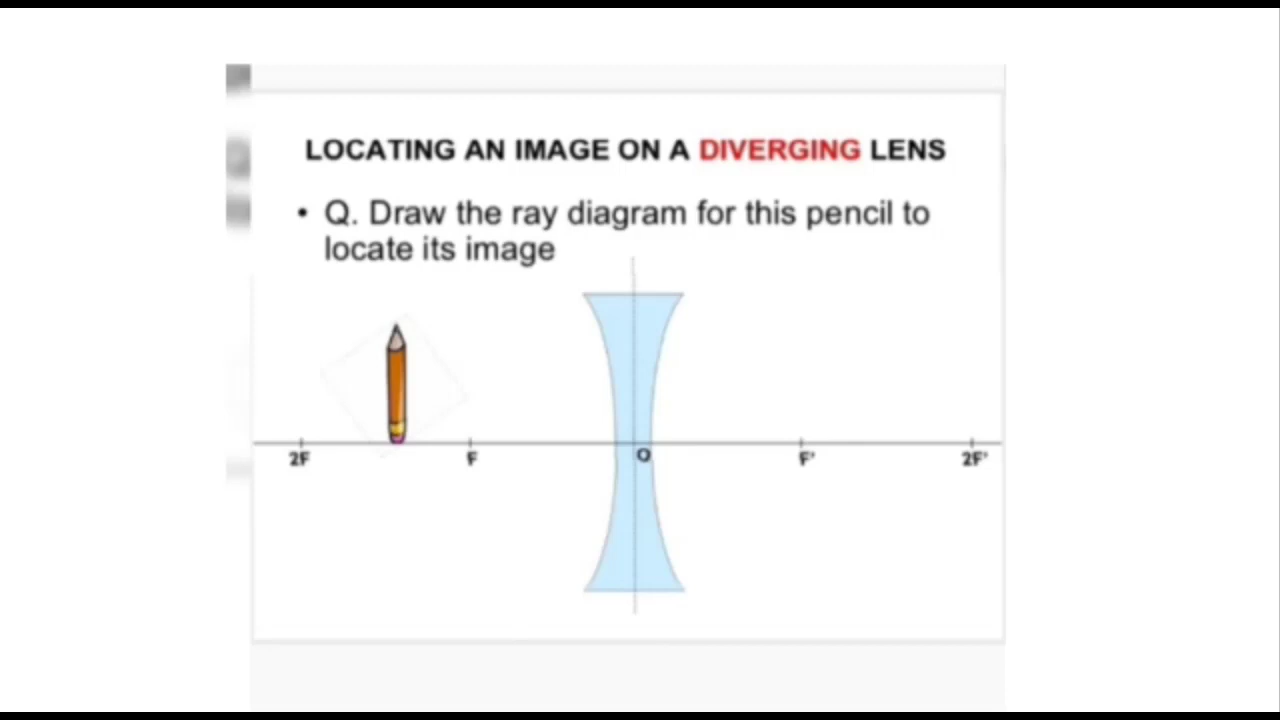 LOCATING AN IMAGE ON A DIVERGING LENS
• Q. Draw the ray diagram for this pencil to
locate its image
2F F O F' 2F'